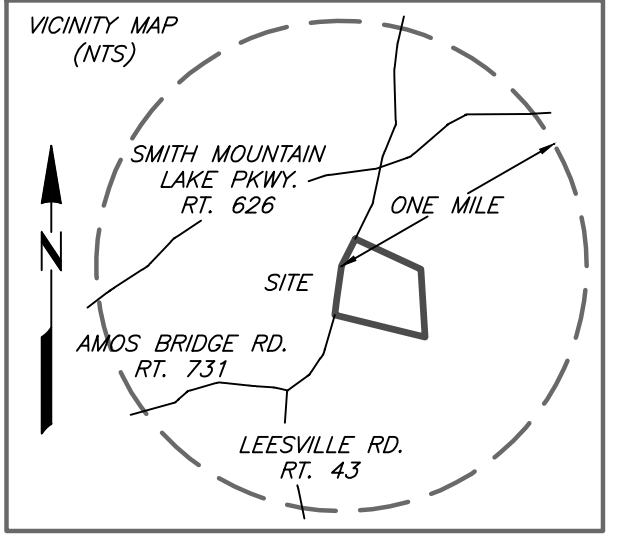 VICINITY MAP
(NTS)
SMITH MOUNTAIN
LAKE PKWY.
RT. 626
ONE MILE
N
SITE
AMOS BRIDGE RD.
RT. 731
LEESVILLE RD.
RT. 43